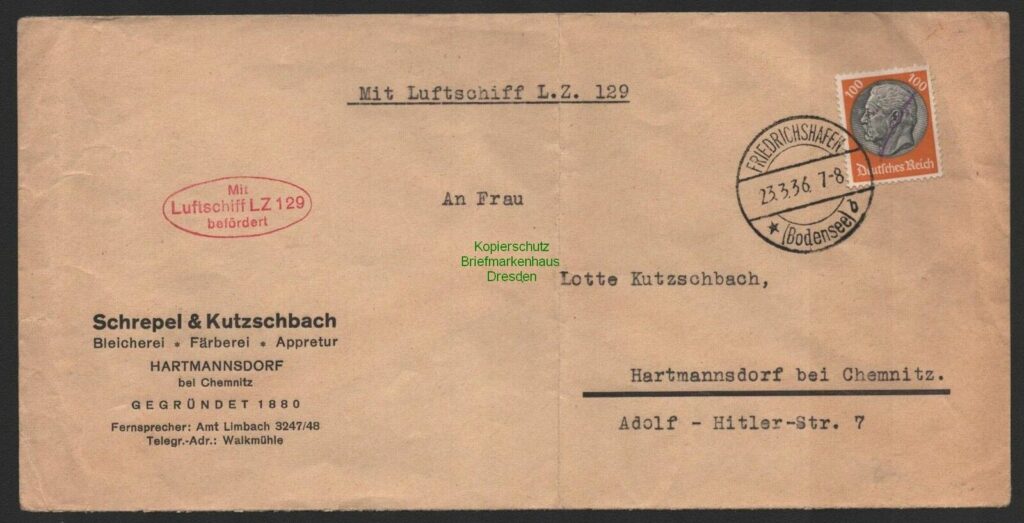 Mit Luftschiff L.Z. 129
100 100
Deutsches Reich
FRIEDRICHSHAFEN
23.3.36. 7-8
(Bodensee) b
Mit
Luftschiff LZ 129
befördert
An Frau
Kopierschutz
Briefmarkenhaus
Dresden
Lotte Kutzschbach,
Schrepel & Kutzschbach
Bleicherei * Färberei * Appretur
HARTMANNSDORF
bei Chemnitz
GEGRÜNDET 1880
Fernsprecher: Amt Limbach 3247/48
Telegr.-Adr.: Walkmühle
Hartmannsdorf bei Chemnitz.
Adolf - Hitler-Str. 7